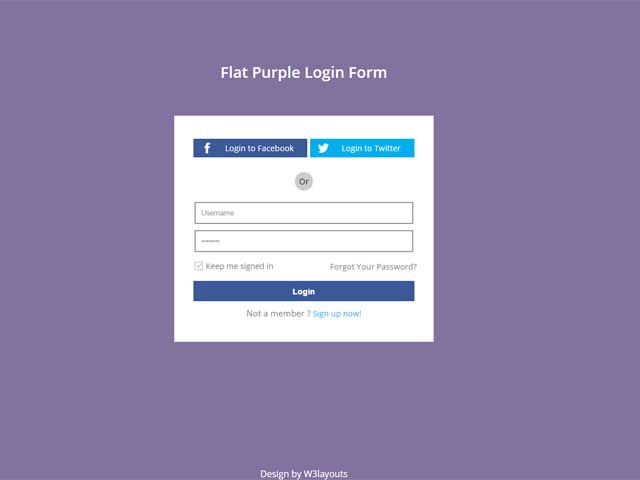 Flat Purple Login Form
Login to Facebook
Login to Twitter
Or
Username
Keep me signed in
Forgot Your Password?
Login
Not a member ? Sign up now!
Design by W3layouts